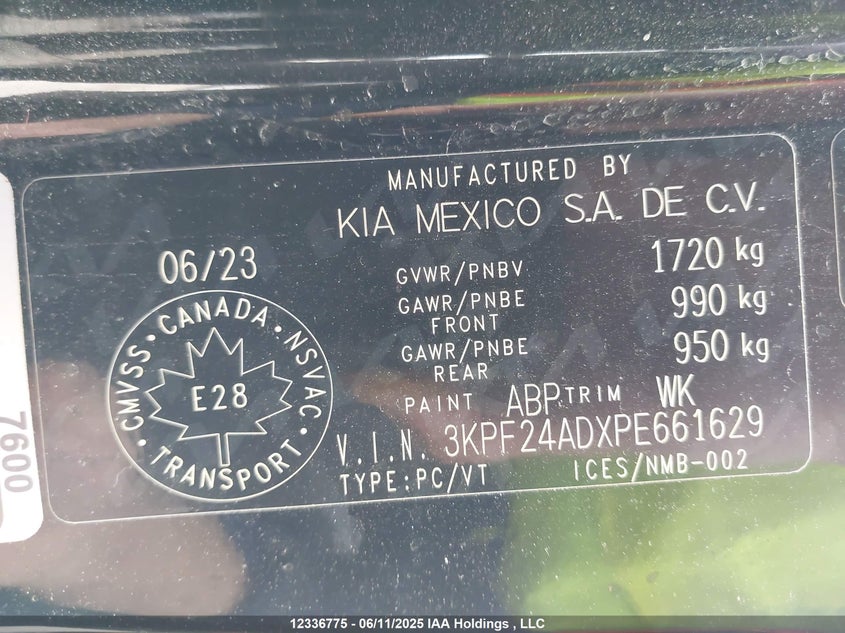 MANUFACTURED BY
KIA MEXICO S.A. DE C.V.
06/23
GVWR/PNBV 1720 kg
GAWR/PNBE FRONT 990 kg
GAWR/PNBE REAR 950 kg
PAINT ABP TRIM WK
V.I.N. 3KPF24ADXPE661629
TYPE:PC/VT ICES/NMB-002
CMVSS · CANADA · NSVAC · TRANSPORT ·
E28
7600
12336775 - 06/11/2025 IAA Holdings , LLC